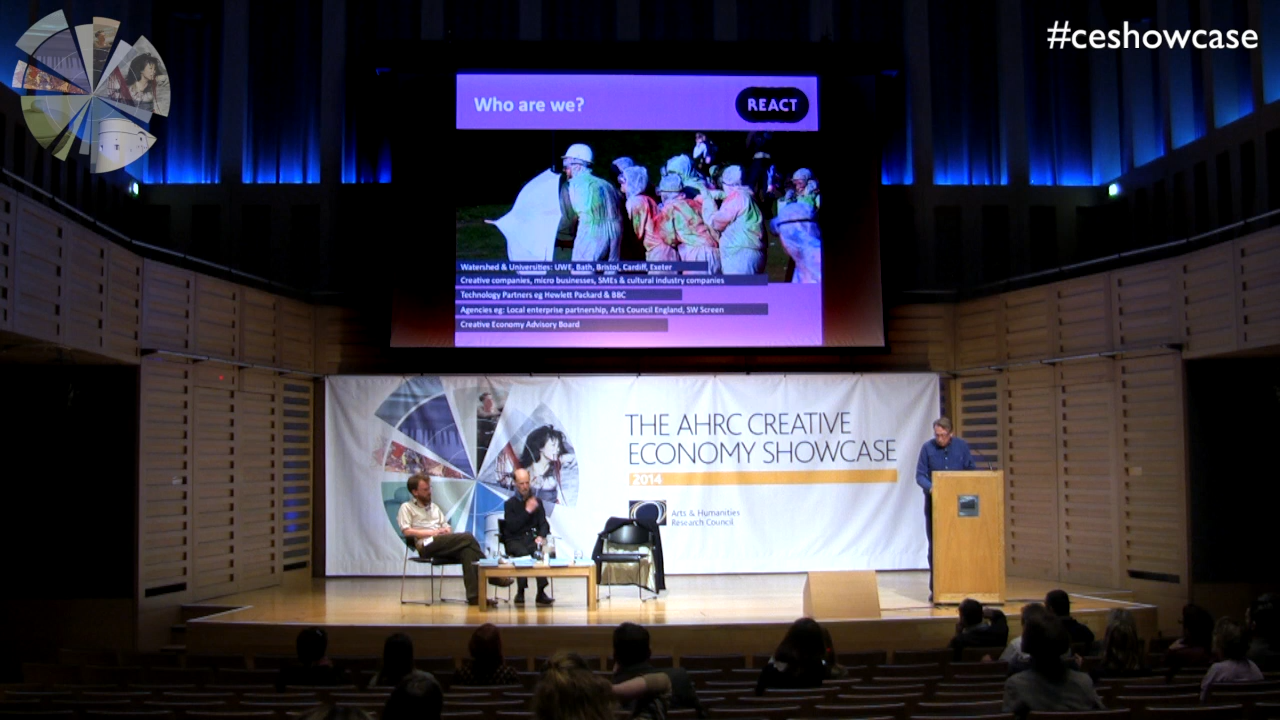 #ceshowcase
Who are we?
REACT
Watershed & Universities: UWE, Bath, Bristol, Cardiff, Exeter
Creative companies, micro businesses, SMEs & cultural industry companies
Technology Partners eg Hewlett Packard & BBC
Agencies eg: Local enterprise partnership, Arts Council England, SW Screen
Creative Economy Advisory Board
THE AHRC CREATIVE
ECONOMY SHOWCASE
2014
Arts & Humanities
Research Council